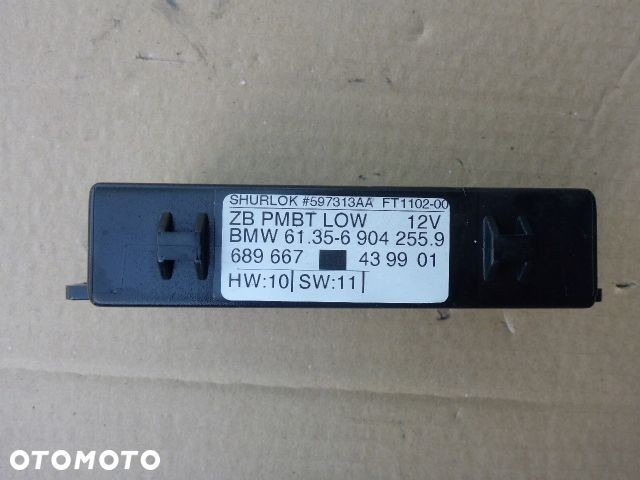 SHURLOK #597313AA FT1102-00
ZB PMBT LOW 12V
BMW 61.35-6 904 255.9
689 667 43 99 01
HW:10| SW:11|
OTOMOTO